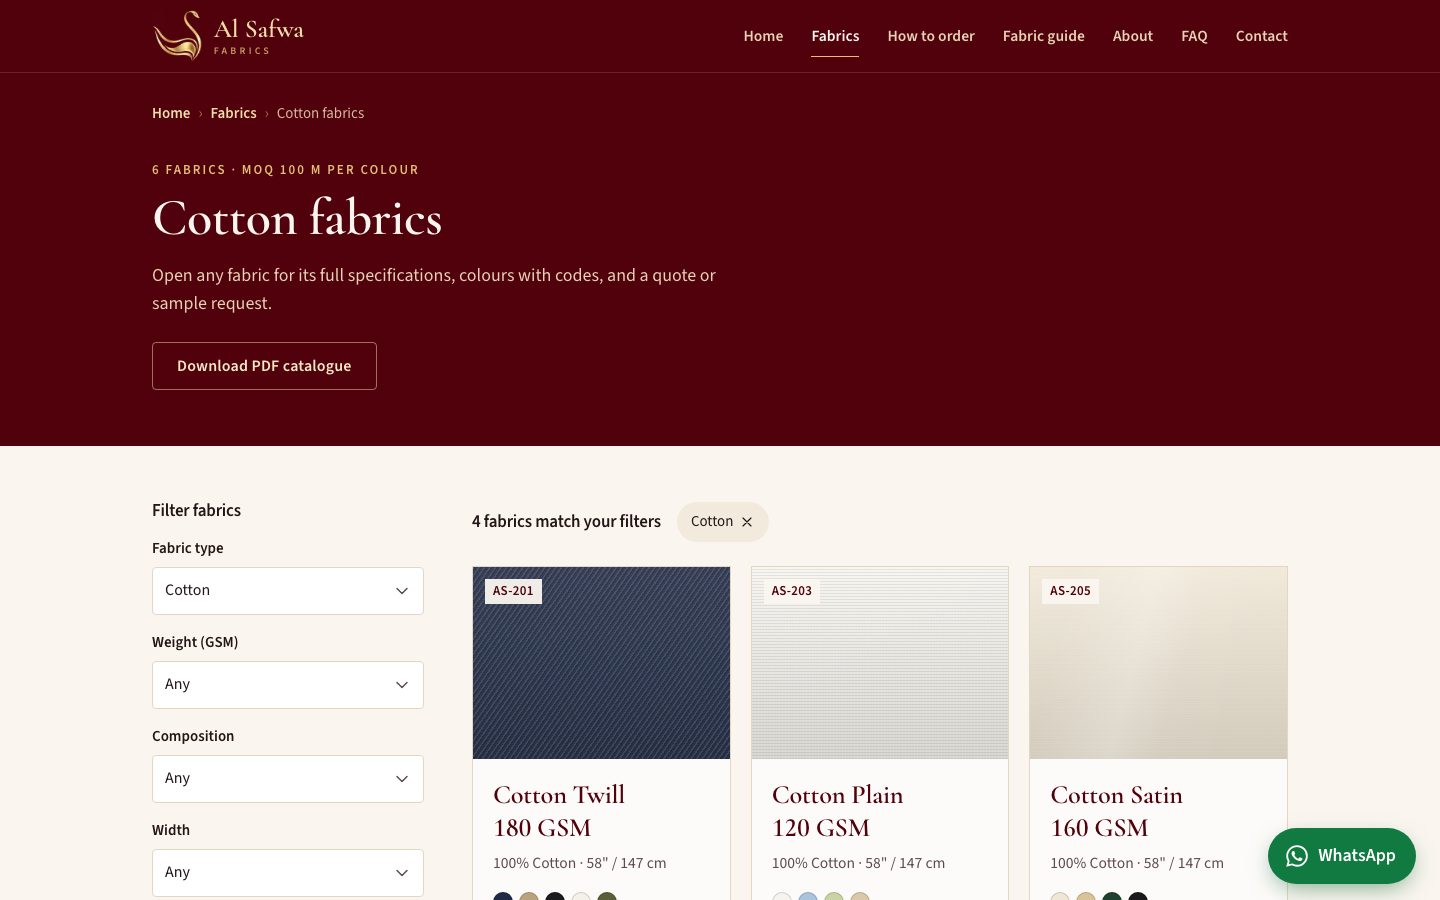 Al Safwa
FABRICS
Home
Fabrics
How to order
Fabric guide
About
FAQ
Contact
Home › Fabrics › Cotton fabrics
6 FABRICS · MOQ 100 M PER COLOUR
Cotton fabrics
Open any fabric for its full specifications, colours with codes, and a quote or
sample request.
Download PDF catalogue
Filter fabrics
Fabric type
Cotton
Weight (GSM)
Any
Composition
Any
Width
Any
4 fabrics match your filters
Cotton
AS-201
Cotton Twill
180 GSM
100% Cotton · 58" / 147 cm
AS-203
Cotton Plain
120 GSM
100% Cotton · 58" / 147 cm
AS-205
Cotton Satin
160 GSM
100% Cotton · 58" / 147 cm
WhatsApp